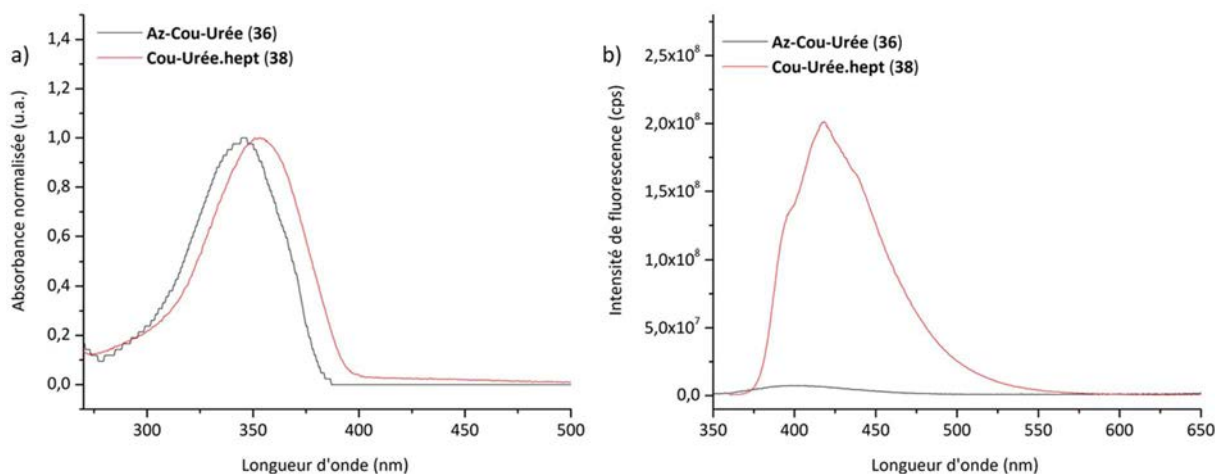 a)
Az-Cou-Urée (36)
Cou-Urée.hept (38)
Absorbance normalisée (u.a.)
1,4
1,2
1,0
0,8
0,6
0,4
0,2
0,0
300
350
400
450
500
Longueur d'onde (nm)
b)
Az-Cou-Urée (36)
Cou-Urée.hept (38)
Intensité de fluorescence (cps)
2,5x10⁸
2,0x10⁸
1,5x10⁸
1,0x10⁸
5,0x10⁷
0,0
350
400
450
500
550
600
650
Longueur d'onde (nm)